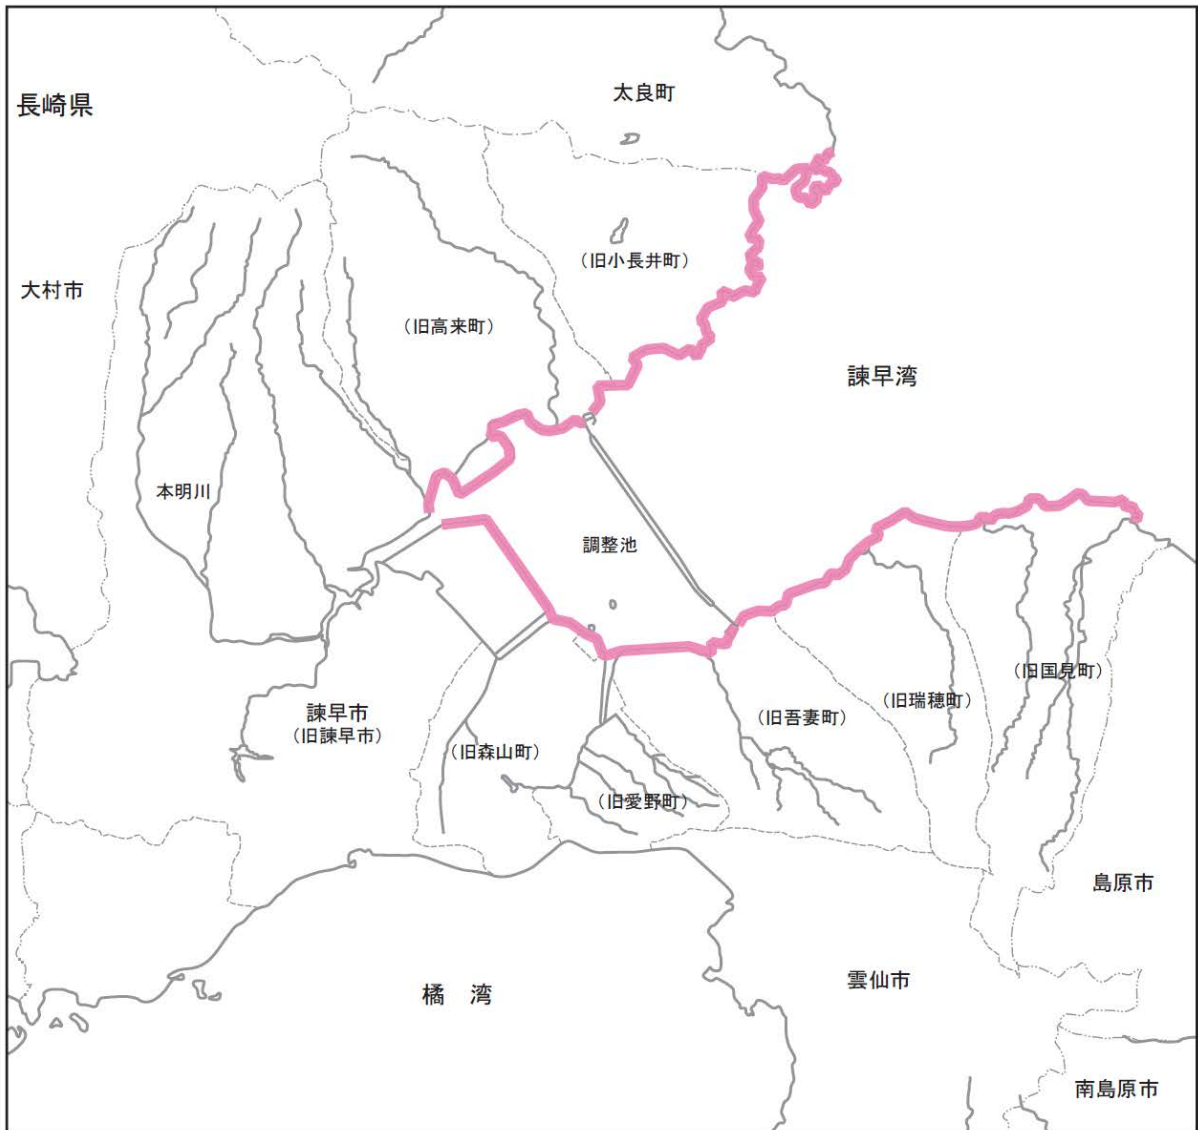 太良町
長崎県
(旧小長井町)
大村市
(旧高来町)
諫早湾
本明川
調整池
(旧国見町)
(旧瑞穂町)
諫早市
(旧諫早市)
(旧吾妻町)
(旧森山町)
(旧愛野町)
島原市
雲仙市
橘 湾
南島原市